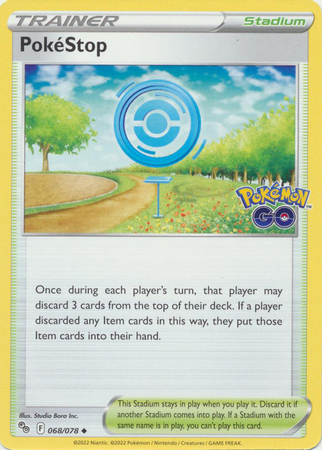 TRAINER Stadium
PokéStop
Pokémon
GO
Once during each player's turn, that player may
discard 3 cards from the top of their deck. If a player
discarded any Item cards in this way, they put those
Item cards into their hand.
Illus. Studio Bora Inc.
F 068/078
This Stadium stays in play when you play it. Discard it if
another Stadium comes into play. If a Stadium with the
same name is in play, you can't play this card.
©2022 Niantic. ©2022 Pokémon / Nintendo / Creatures / GAME FREAK.